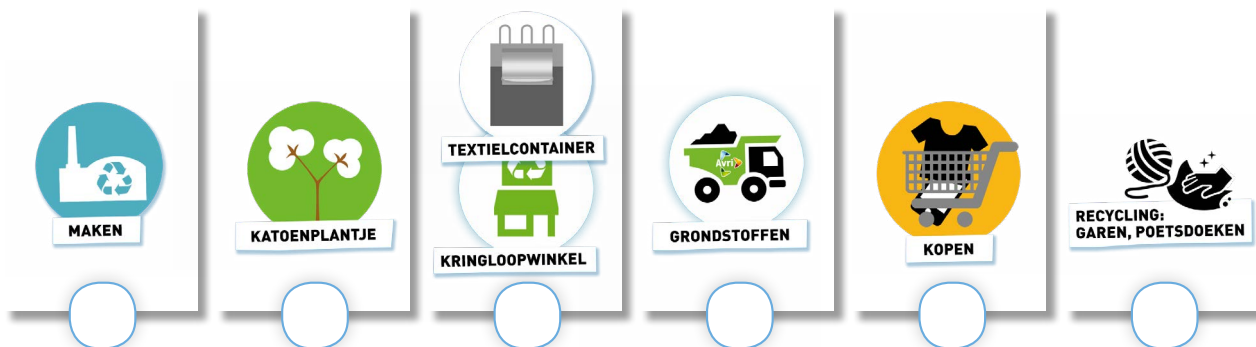 MAKEN
KATOENPLANTJE
TEXTIELCONTAINER
KRINGLOOPWINKEL
Avri
GRONDSTOFFEN
KOPEN
RECYCLING:
GAREN, POETSDOEKEN